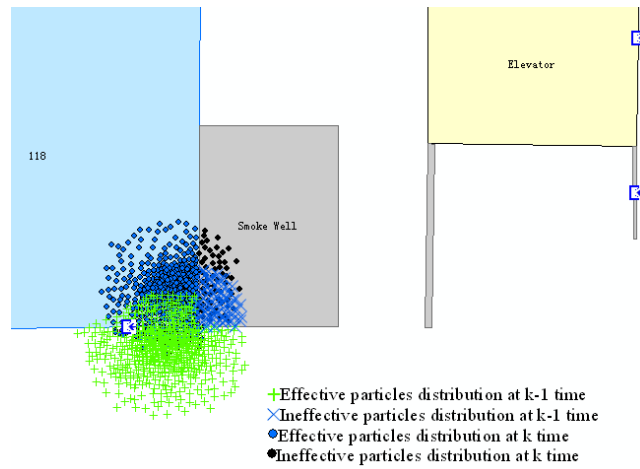 Elevator
118
Smoke Well
Effective particles distribution at k-1 time
Ineffective particles distribution at k-1 time
Effective particles distribution at k time
Ineffective particles distribution at k time